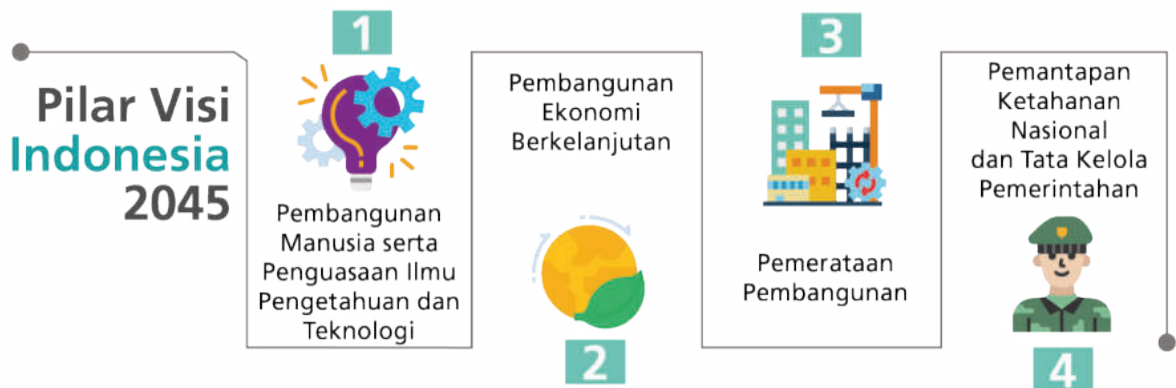 Pilar Visi
Indonesia
2045
1
Pembangunan
Manusia serta
Penguasaan Ilmu
Pengetahuan dan
Teknologi
Pembangunan
Ekonomi
Berkelanjutan
2
3
Pemerataan
Pembangunan
Pemantapan
Ketahanan
Nasional
dan Tata Kelola
Pemerintahan
4